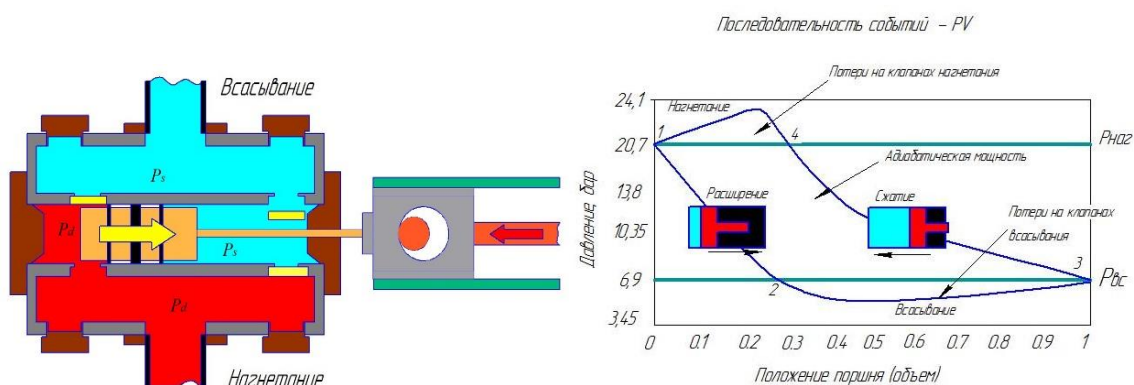 Всасывание
Ps
Pd
Ps
Pd
Нагнетание
Последовательность событий – PV
Потери на клапанах нагнетания
Нагнетание
Адиабатическая мощность
Расширение
Сжатие
Потери на клапанах
всасывания
Всасывание
1
4
2
3
Pнаг
Pвс
Давление, бар
24,1
20,7
13,8
10,35
6,9
3,45
0 0.1 0.2 0.3 0.4 0.5 0.6 0.7 0.8 0.9 1
Положение поршня (объем)